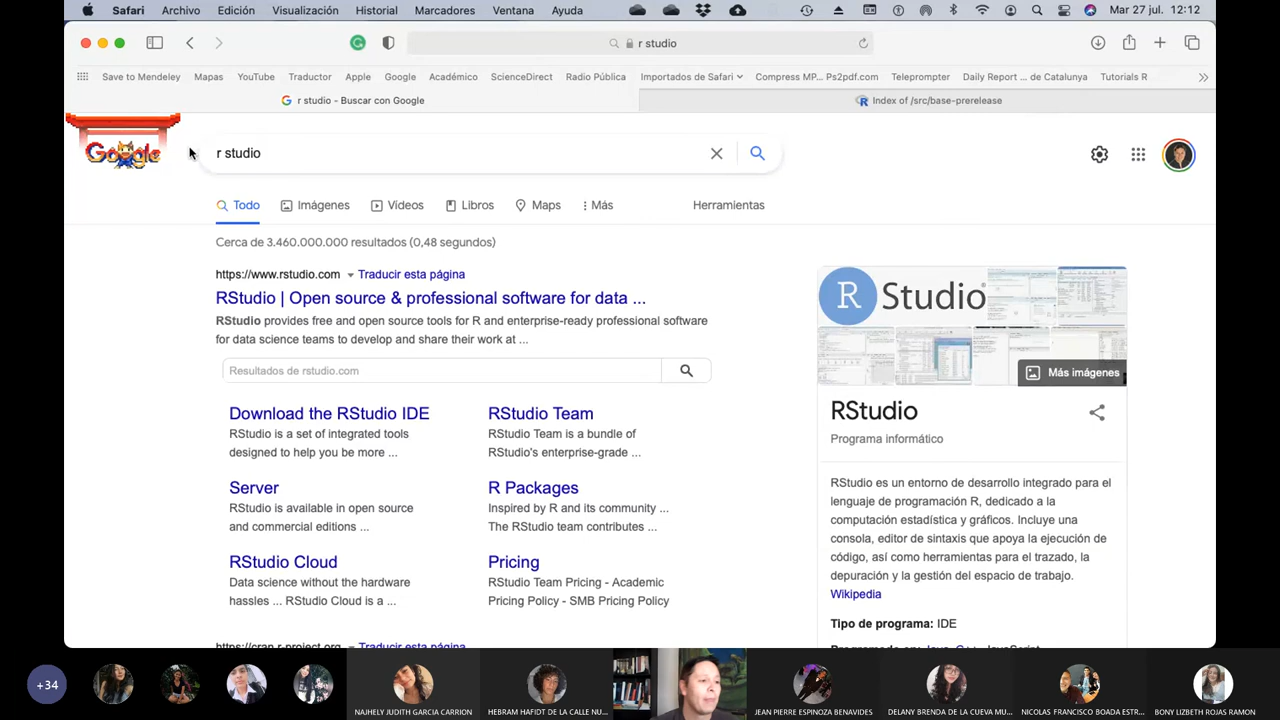 Safari Archivo Edición Visualización Historial Marcadores Ventana Ayuda Mar 27 jul. 12:12
r studio
Save to Mendeley Mapas YouTube Traductor Apple Google Académico ScienceDirect Radio Pública Importados de Safari Compress MP... Ps2pdf.com Teleprompter Daily Report ... de Catalunya Tutorials R
r studio - Buscar con Google Index of /src/base-prerelease
Google r studio
Todo Imágenes Vídeos Libros Maps Más Herramientas
Cerca de 3.460.000.000 resultados (0,48 segundos)
https://www.rstudio.com Traducir esta página
RStudio | Open source & professional software for data ...
RStudio provides free and open source tools for R and enterprise-ready professional software
for data science teams to develop and share their work at ...
Resultados de rstudio.com
Download the RStudio IDE
RStudio is a set of integrated tools
designed to help you be more ...
RStudio Team
RStudio Team is a bundle of
RStudio's enterprise-grade ...
Server
RStudio is available in open source
and commercial editions ...
R Packages
Inspired by R and its community ...
The RStudio team contributes ...
RStudio Cloud
Data science without the hardware
hassles ... RStudio Cloud is a ...
Pricing
RStudio Team Pricing - Academic
Pricing Policy - SMB Pricing Policy
https://cran.r-project.org Traducir esta página
R Studio
Más imágenes
RStudio
Programa informático
RStudio es un entorno de desarrollo integrado para el
lenguaje de programación R, dedicado a la
computación estadística y gráficos. Incluye una
consola, editor de sintaxis que apoya la ejecución de
código, así como herramientas para el trazado, la
depuración y la gestión del espacio de trabajo.
Wikipedia
Tipo de programa: IDE
Programado en: Java, C++, JavaScript
+34
NAJHELY JUDITH GARCIA CARRION
HEBRAM HAFIDT DE LA CALLE NU...
JEAN PIERRE ESPINOZA BENAVIDES
DELANY BRENDA DE LA CUEVA MU...
NICOLAS FRANCISCO BOADA ESTR...
BONY LIZBETH ROJAS RAMON